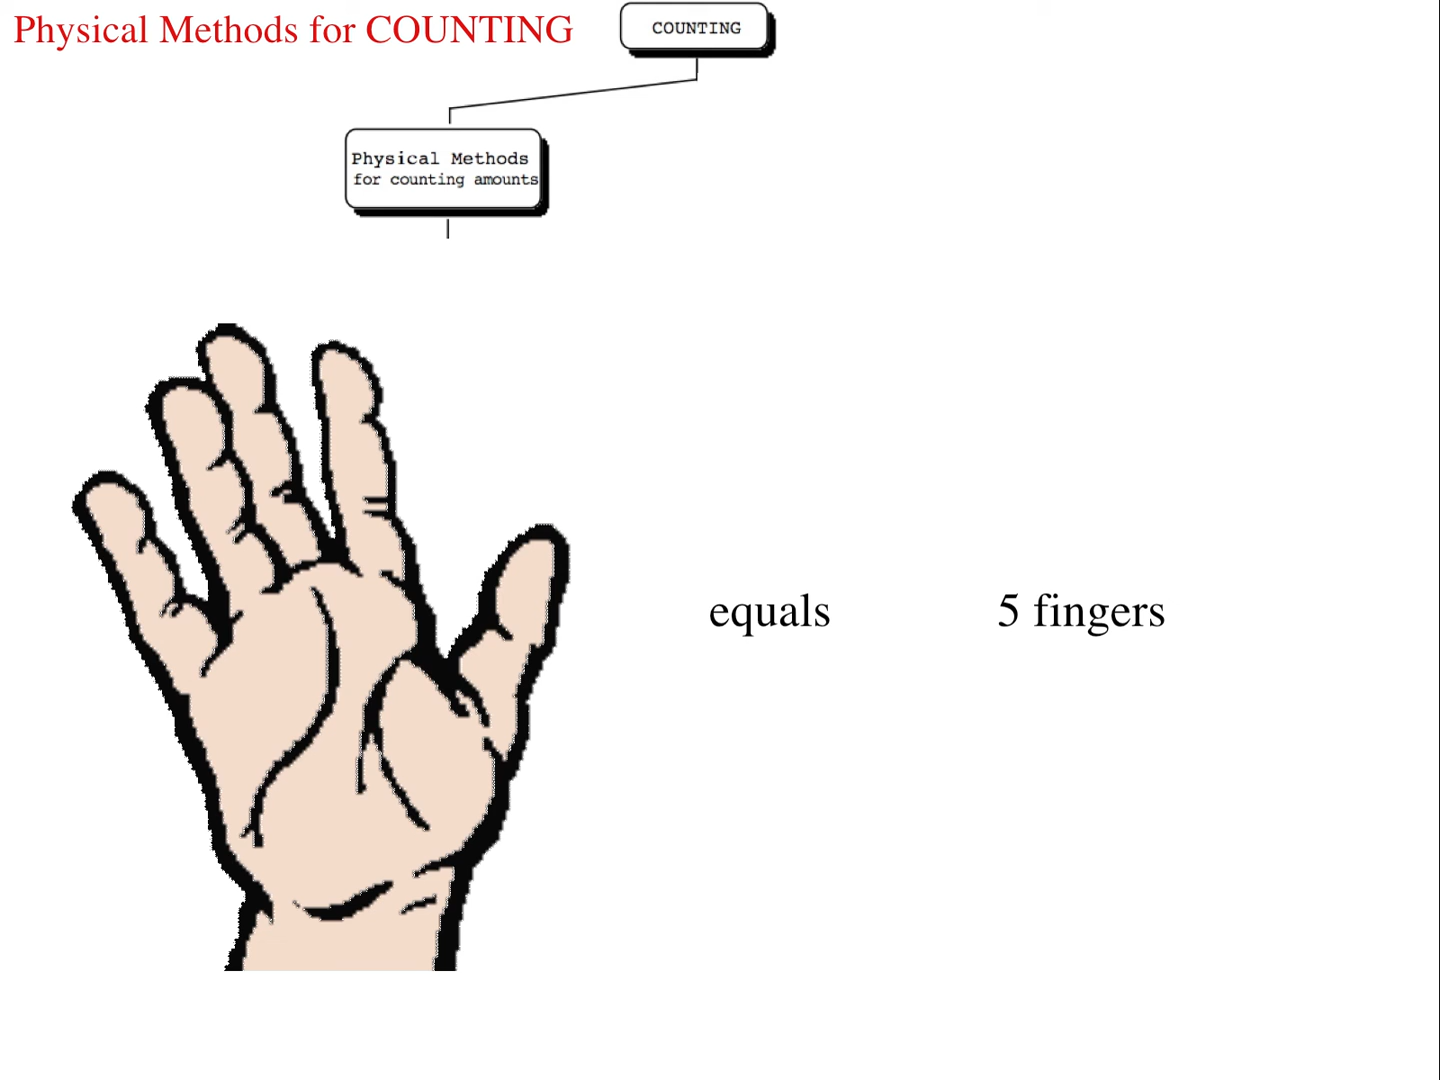 Physical Methods for COUNTING
COUNTING
Physical Methods
for counting amounts
equals
5 fingers